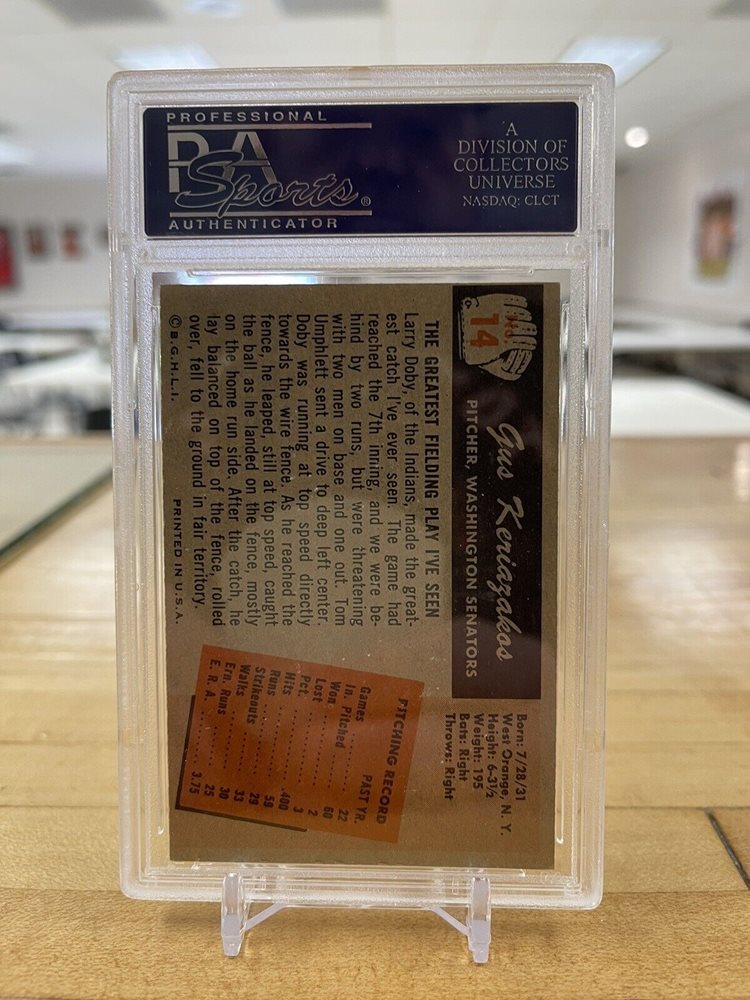 PROFESSIONAL
PSA
Sports®
AUTHENTICATOR
A
DIVISION OF
COLLECTORS
UNIVERSE
NASDAQ: CLCT
No.
14
Gus Keriazakos
PITCHER, WASHINGTON SENATORS
Born: 7/28/31
West Orange, N. Y.
Height: 6-3½
Weight: 195
Bats: Right
Throws: Right
THE GREATEST FIELDING PLAY I'VE SEEN
Larry Doby, of the Indians, made the great-
est catch I've ever seen. The game had
reached the 7th inning, and we were be-
hind by two runs, but were threatening
with two men on base and one out. Tom
Umphlett sent a drive to deep left center.
Doby was running at top speed directly
towards the wire fence. As he reached the
fence, he leaped, still at top speed, caught
the ball as he landed on the fence, mostly
on the home run side. After the catch, he
lay balanced on top of the fence, rolled
over, fell to the ground in fair territory.
© B. G. H. L. I.
PRINTED IN U. S. A.
PITCHING RECORD
PAST YR.
Games 22
In. Pitched 60
Won 2
Lost 3
Pct. .400
Hits 58
Runs 29
Strikeouts 33
Walks 30
Ern. Runs 25
E. R. A. 3.75